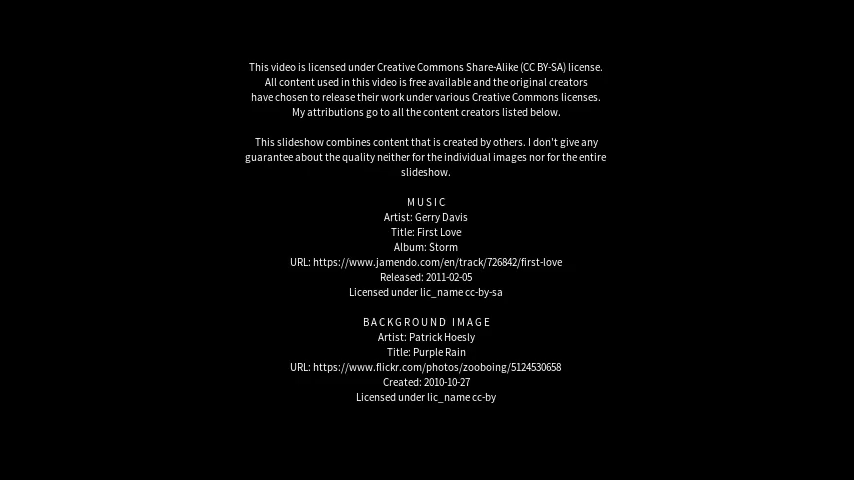 This video is licensed under Creative Commons Share-Alike (CC BY-SA) license.
All content used in this video is free available and the original creators
have chosen to release their work under various Creative Commons licenses.
My attributions go to all the content creators listed below.
This slideshow combines content that is created by others. I don't give any
guarantee about the quality neither for the individual images nor for the entire
slideshow.
MUSIC
Artist: Gerry Davis
Title: First Love
Album: Storm
URL: https://www.jamendo.com/en/track/726842/first-love
Released: 2011-02-05
Licensed under lic_name cc-by-sa
BACKGROUND IMAGE
Artist: Patrick Hoesly
Title: Purple Rain
URL: https://www.flickr.com/photos/zooboing/5124530658
Created: 2010-10-27
Licensed under lic_name cc-by